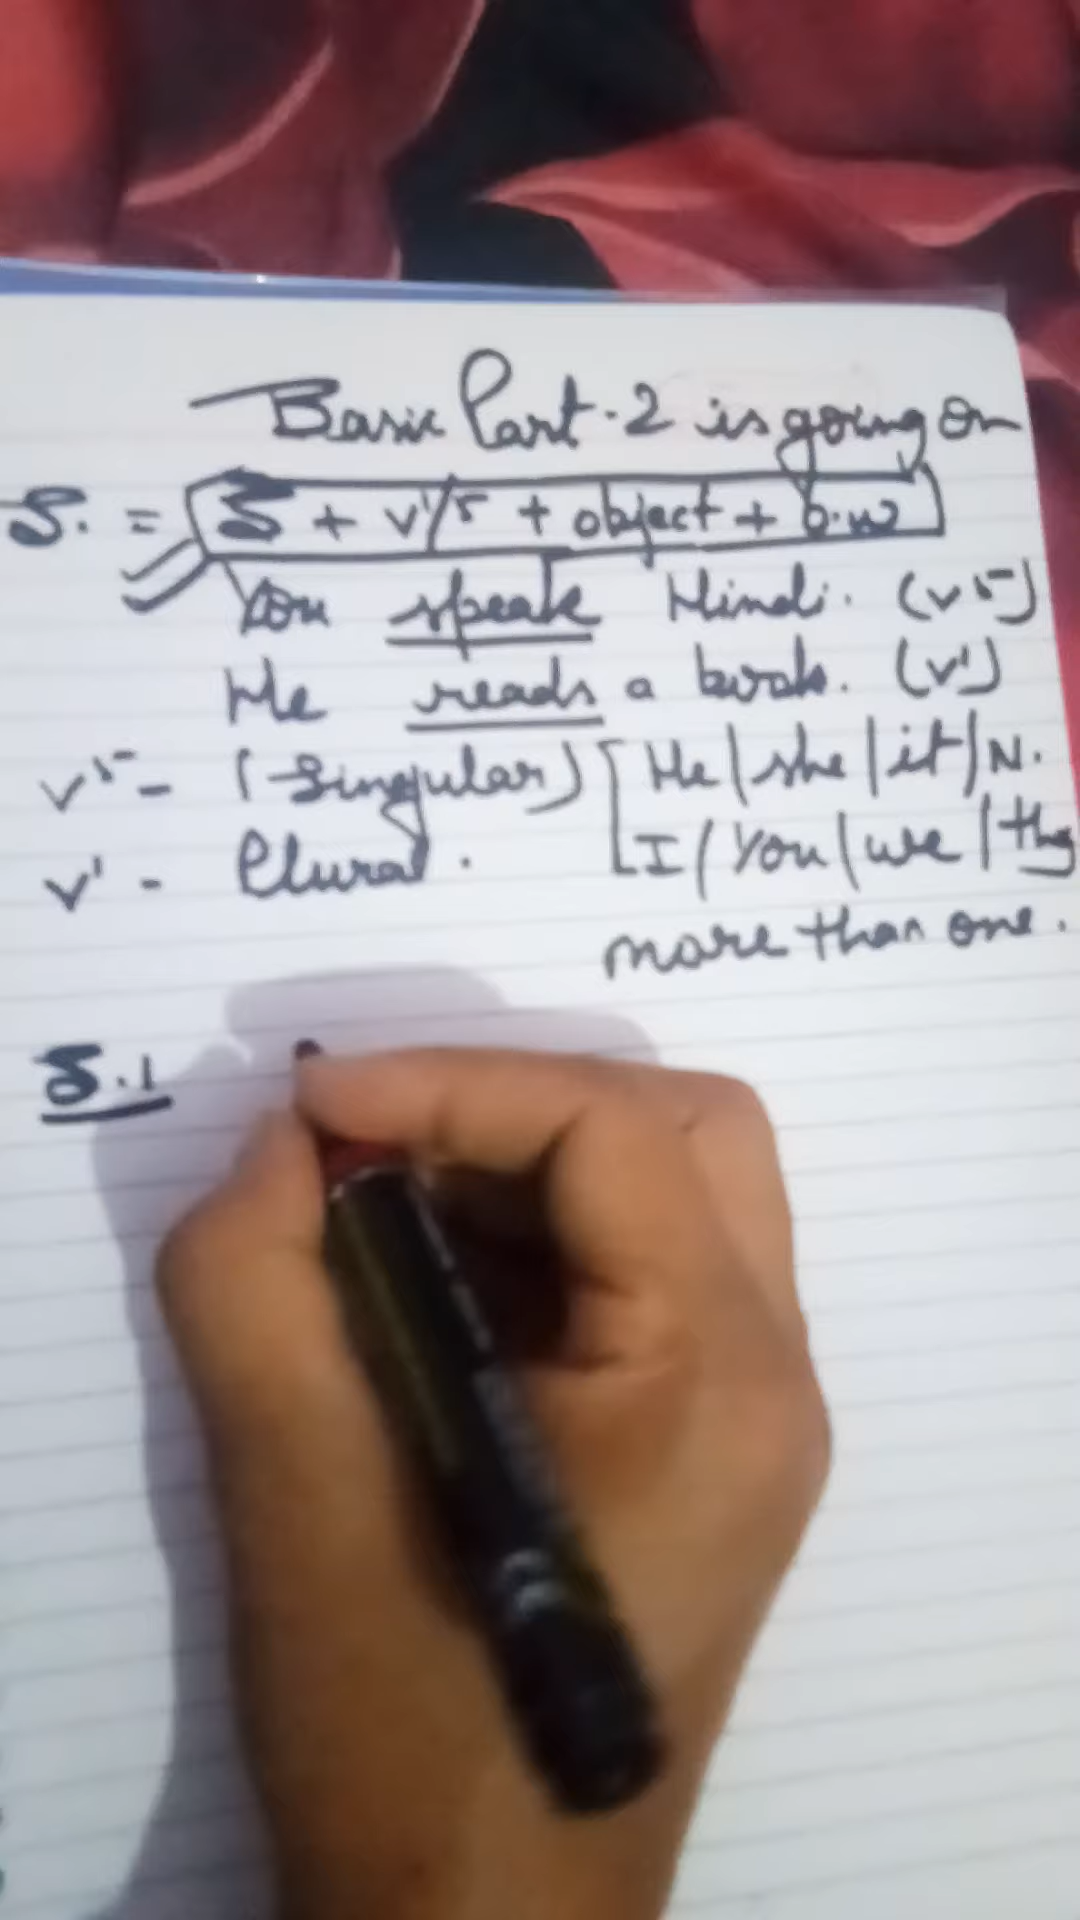 Basic Part-2 is going on
S. = S + v¹/5 + object + b.w
You speak Hindi. (v⁵)
He reads a book. (v¹)
v⁵ - (Singular) [He/she/it/N.
v¹ - Plural. I/You/we/they
more than one.
S.1